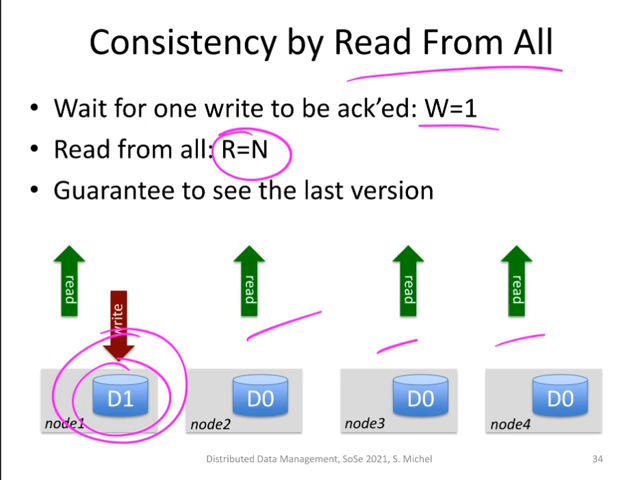 Consistency by Read From All
• Wait for one write to be ack'ed: W=1
• Read from all: R=N
• Guarantee to see the last version
read
write
read
read
read
D1
D0
D0
D0
node1
node2
node3
node4
Distributed Data Management, SoSe 2021, S. Michel
34